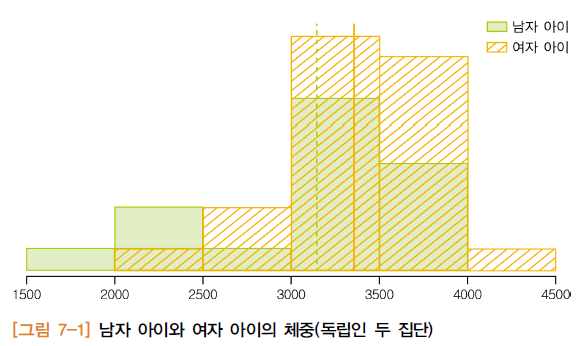 남자 아이
여자 아이
1500 2000 2500 3000 3500 4000 4500
[그림 7-1] 남자 아이와 여자 아이의 체중(독립인 두 집단)